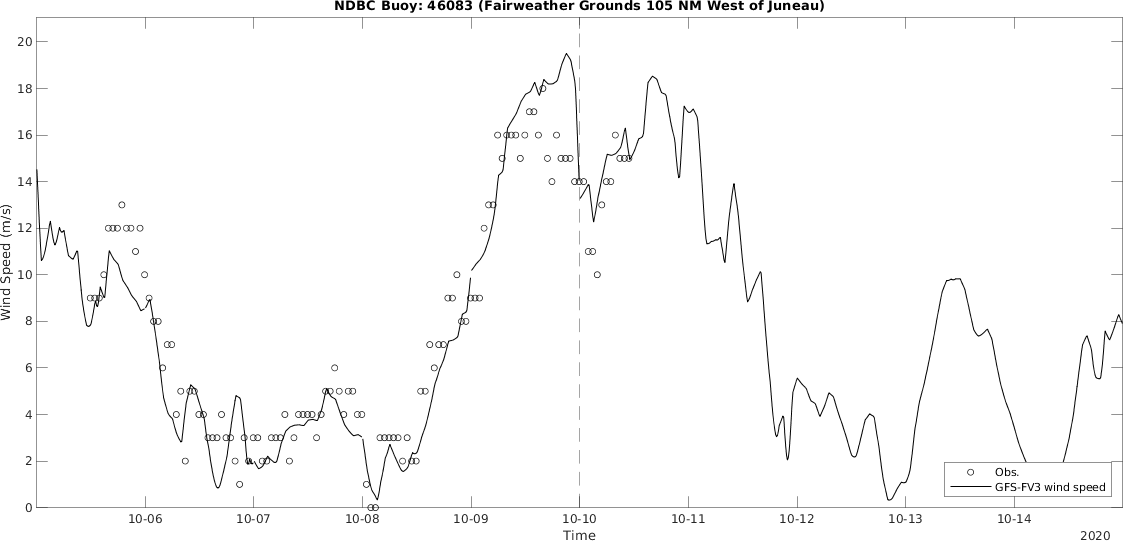 NDBC Buoy: 46083 (Fairweather Grounds 105 NM West of Juneau)
20
18
16
14
12
10
8
6
4
2
0
Wind Speed (m/s)
Obs.
GFS-FV3 wind speed
10-06 10-07 10-08 10-09 10-10 10-11 10-12 10-13 10-14
Time
2020